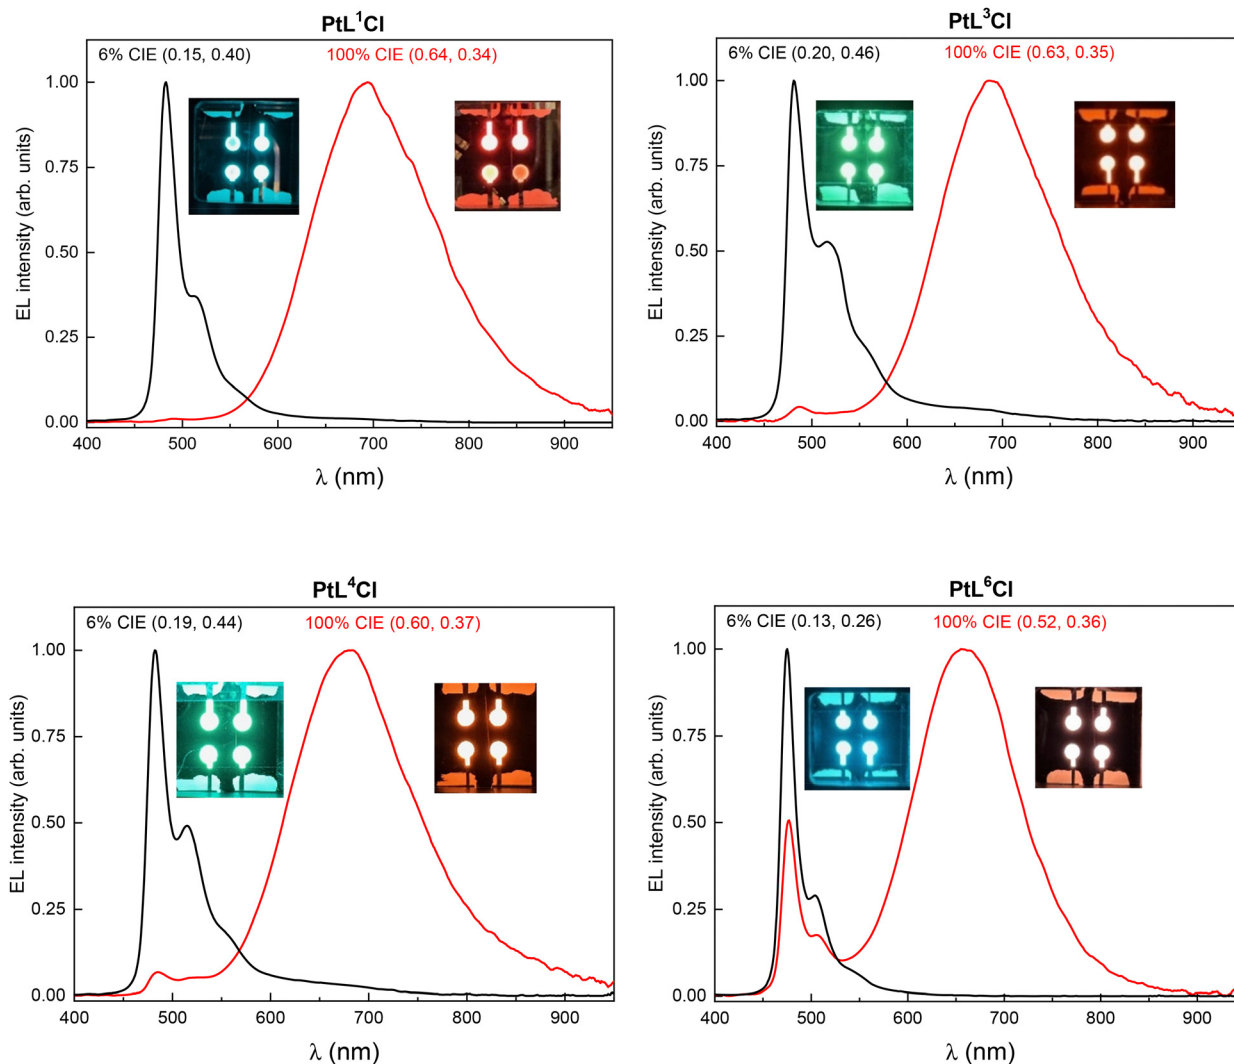 PtL¹Cl
6% CIE (0.15, 0.40) 100% CIE (0.64, 0.34)
EL intensity (arb. units)
1.00
0.75
0.50
0.25
0.00
400 500 600 700 800 900
λ (nm)
PtL³Cl
6% CIE (0.20, 0.46) 100% CIE (0.63, 0.35)
EL intensity (arb. units)
1.00
0.75
0.50
0.25
0.00
400 500 600 700 800 900
λ (nm)
PtL⁴Cl
6% CIE (0.19, 0.44) 100% CIE (0.60, 0.37)
EL intensity (arb. units)
1.00
0.75
0.50
0.25
0.00
400 500 600 700 800 900
λ (nm)
PtL⁶Cl
6% CIE (0.13, 0.26) 100% CIE (0.52, 0.36)
EL intensity (arb. units)
1.00
0.75
0.50
0.25
0.00
400 500 600 700 800 900
λ (nm)